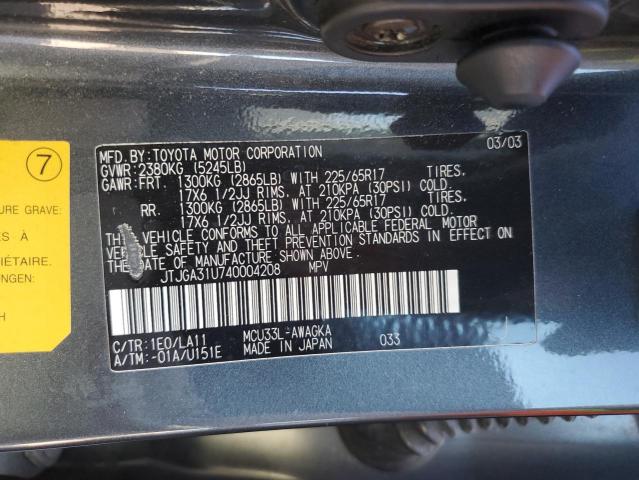 7
URE GRAVE:
ES À
IÉTAIRE.
H
MFD. BY: TOYOTA MOTOR CORPORATION 03/03
GVWR: 2380KG (5245LB)
GAWR: FRT. 1300KG (2865LB) WITH 225/65R17 TIRES,
17X6 1/2JJ RIMS, AT 210KPA (30PSI) COLD.
RR. 1300KG (2865LB) WITH 225/65R17 TIRES,
17X6 1/2JJ RIMS, AT 210KPA (30PSI) COLD.
THIS VEHICLE CONFORMS TO ALL APPLICABLE FEDERAL MOTOR
VEHICLE SAFETY AND THEFT PREVENTION STANDARDS IN EFFECT ON
THE DATE OF MANUFACTURE SHOWN ABOVE.
JTJGA31U740004208 MPV
C/TR: 1E0/LA11 MCU33L-AWAGKA
A/TM: -01A/U151E MADE IN JAPAN 033